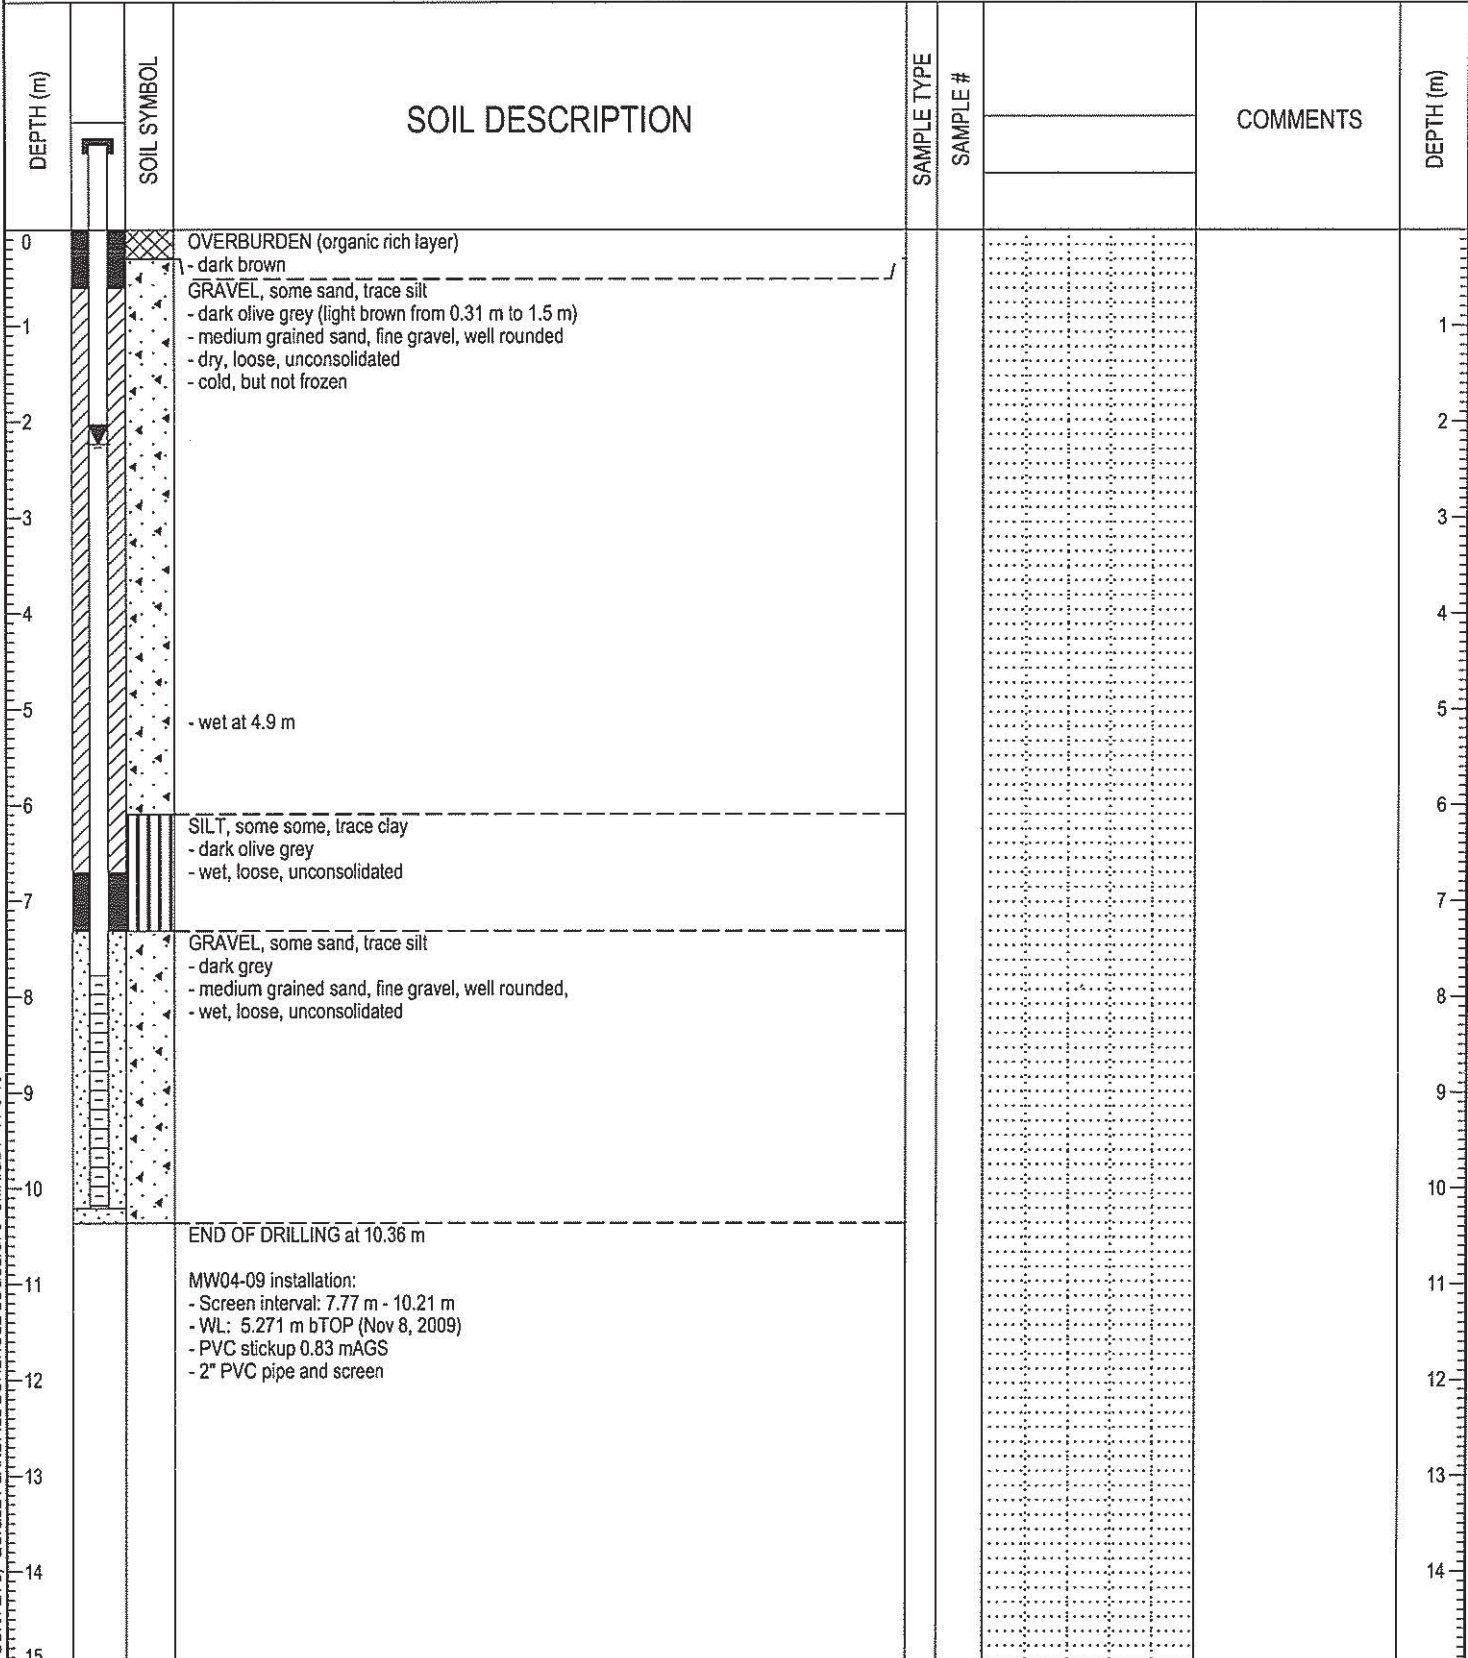 DEPTH (m)
SOIL SYMBOL
SOIL DESCRIPTION
SAMPLE TYPE
SAMPLE #
COMMENTS
DEPTH (m)
0
OVERBURDEN (organic rich layer)
- dark brown
GRAVEL, some sand, trace silt
- dark olive grey (light brown from 0.31 m to 1.5 m)
1
1
- medium grained sand, fine gravel, well rounded
- dry, loose, unconsolidated
- cold, but not frozen
2
2
3
3
4
4
5
5
- wet at 4.9 m
6
6
SILT, some some, trace clay
- dark olive grey
- wet, loose, unconsolidated
7
7
GRAVEL, some sand, trace silt
- dark grey
- medium grained sand, fine gravel, well rounded,
8
8
- wet, loose, unconsolidated
9
9
10
10
END OF DRILLING at 10.36 m
MW04-09 installation:
11
11
- Screen interval: 7.77 m - 10.21 m
- WL: 5.271 m bTOP (Nov 8, 2009)
- PVC stickup 0.83 mAGS
- 2" PVC pipe and screen
12
12
13
13
14
14
15